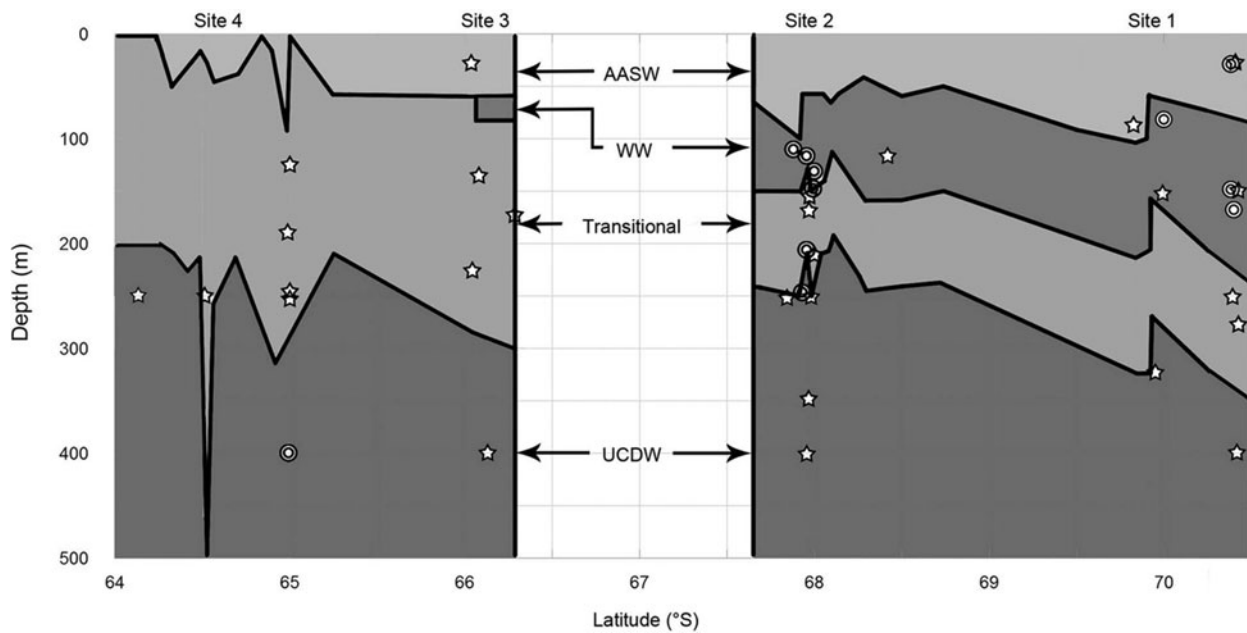 Site 4 Site 3 Site 2 Site 1
0
AASW
100
WW
Transitional
200
300
UCDW
400
500
Depth (m)
64 65 66 67 68 69 70
Latitude (°S)